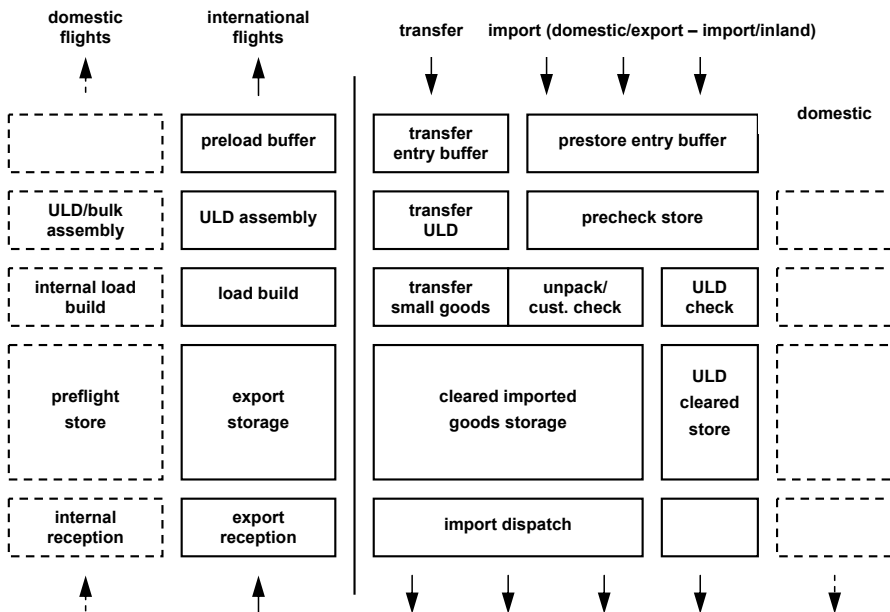 domestic
flights
international
flights
transfer
import (domestic/export – import/inland)
domestic
preload buffer
transfer
entry buffer
prestore entry buffer
ULD/bulk
assembly
ULD assembly
transfer
ULD
precheck store
internal load
build
load build
transfer
small goods
unpack/
cust. check
ULD
check
preflight
store
export
storage
cleared imported
goods storage
ULD
cleared
store
internal
reception
export
reception
import dispatch